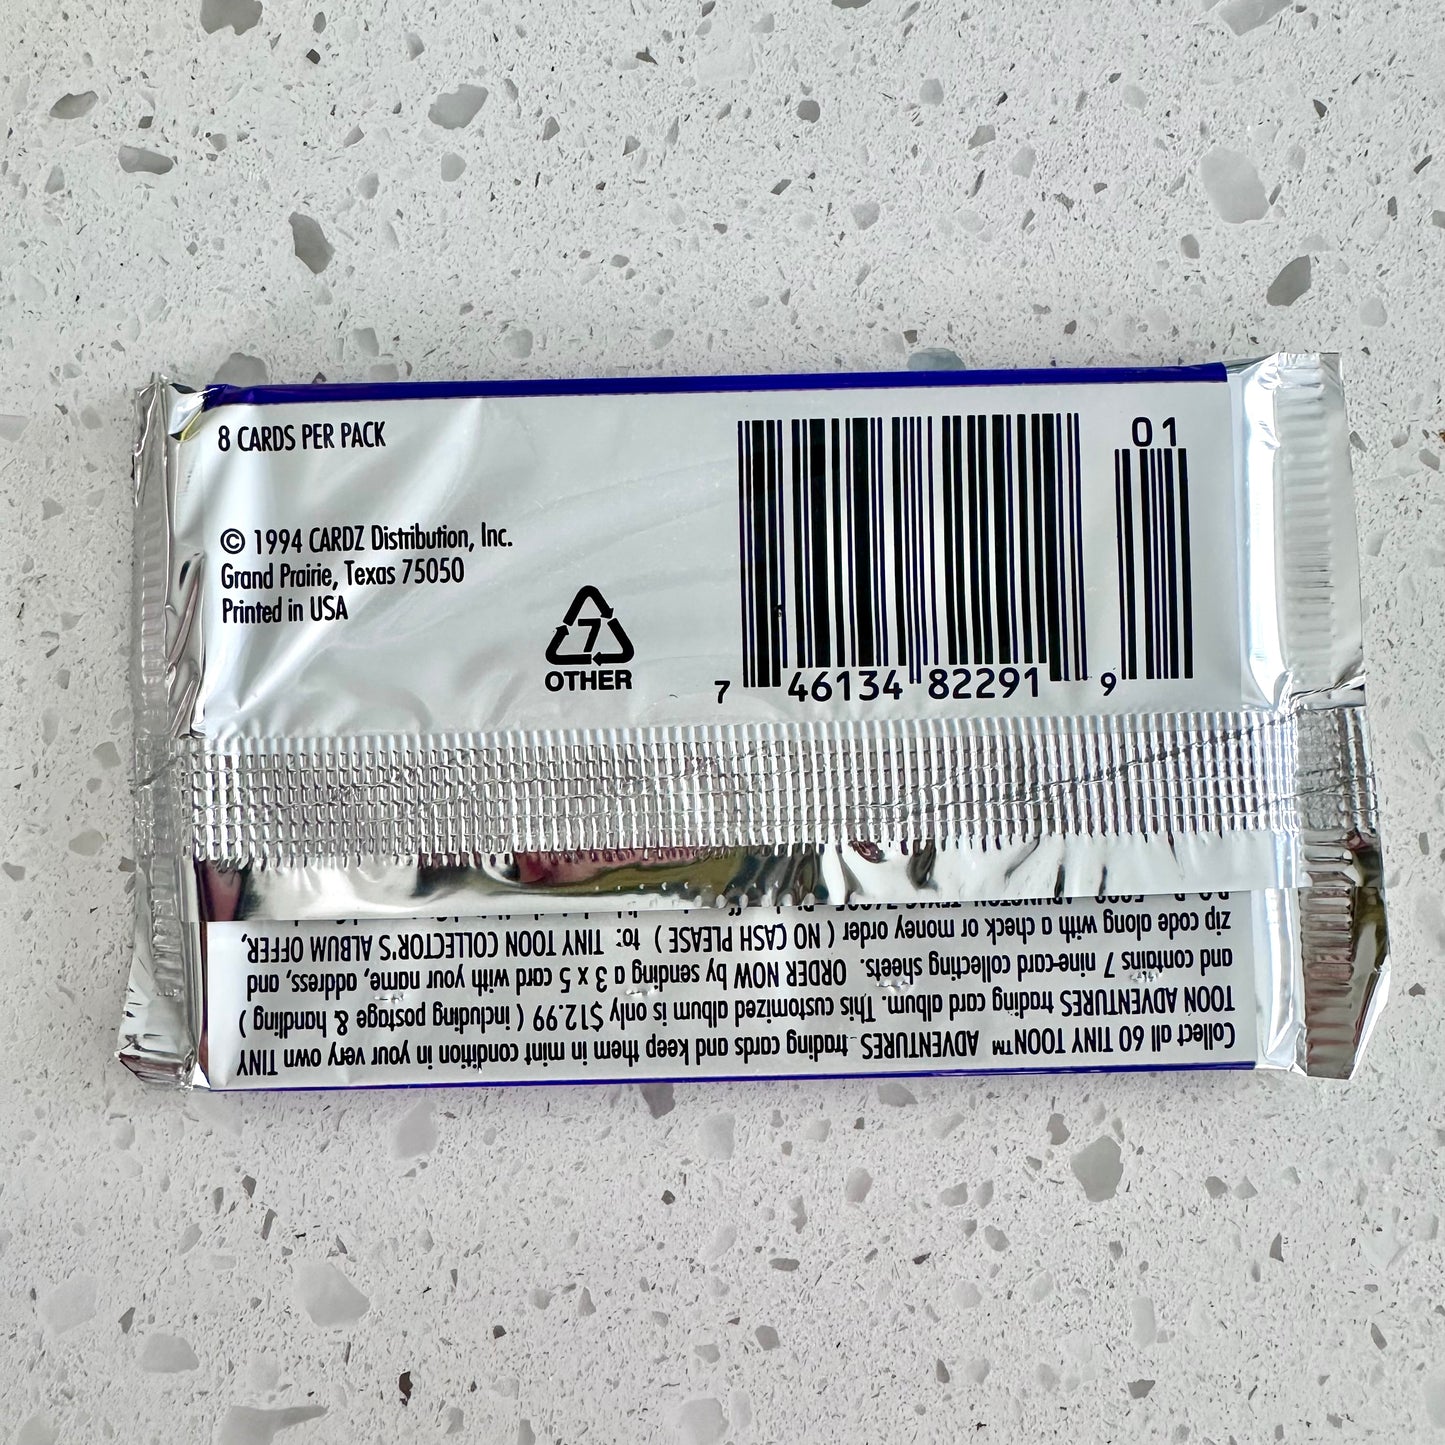 8 CARDS PER PACK
© 1994 CARDZ Distribution, Inc.
Grand Prairie, Texas 75050
Printed in USA
7
OTHER
01
7 46134 82291 9
Collect all 60 TINY TOON™ ADVENTURES trading cards and keep them in mint condition in your very own TINY
TOON ADVENTURES trading card album. This customized album is only $12.99 ( including postage & handling )
and contains 7 nine-card collecting sheets. ORDER NOW by sending a 3 x 5 card with your name, address, and
zip code along with a check or money order ( NO CASH PLEASE ) to: TINY TOON COLLECTOR'S ALBUM OFFER,